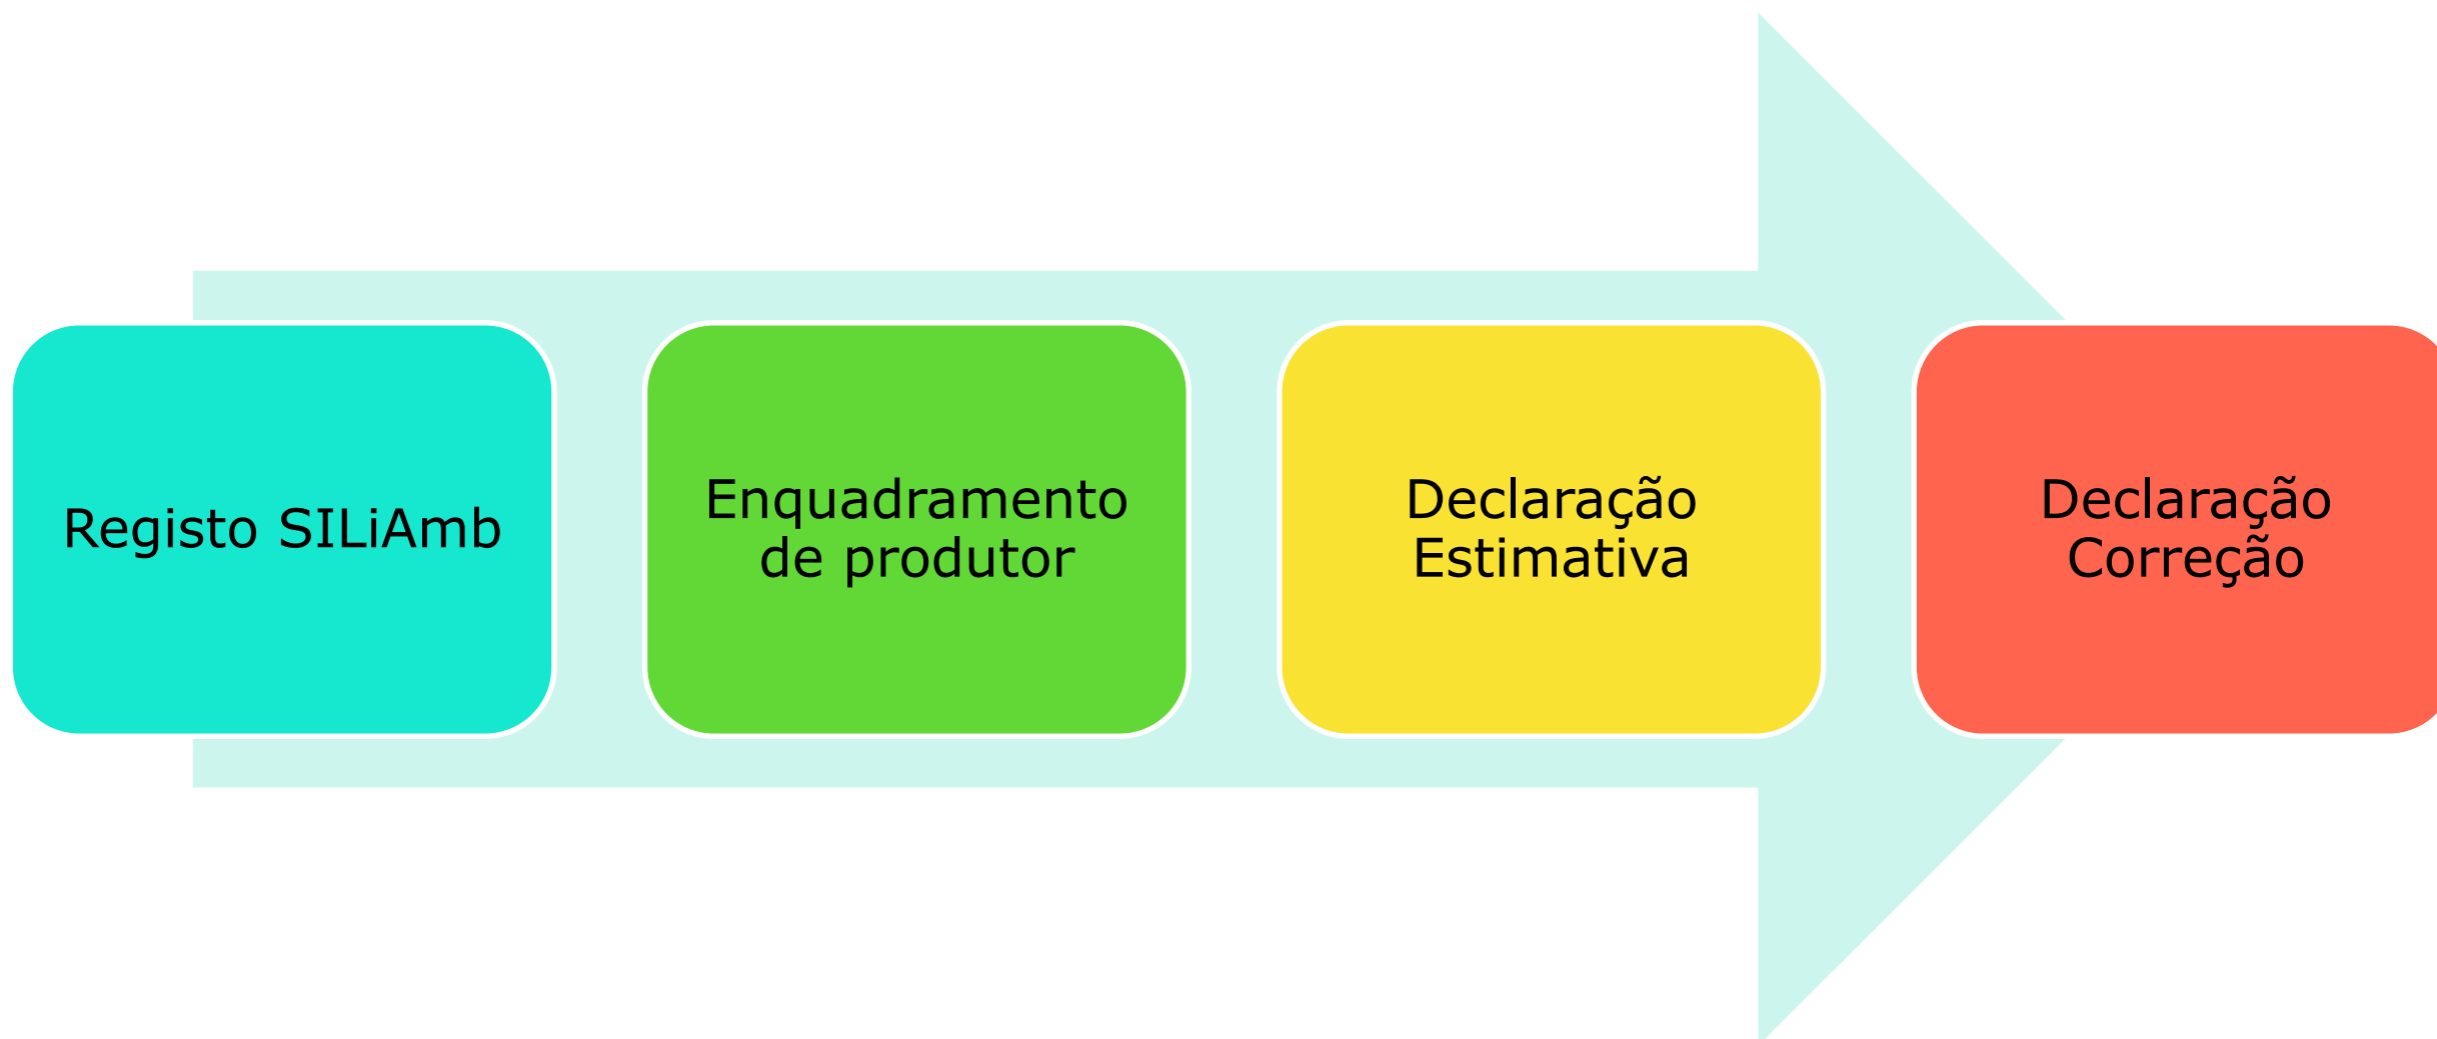 Registo SILiAmb
Enquadramento
de produtor
Declaração
Estimativa
Declaração
Correção